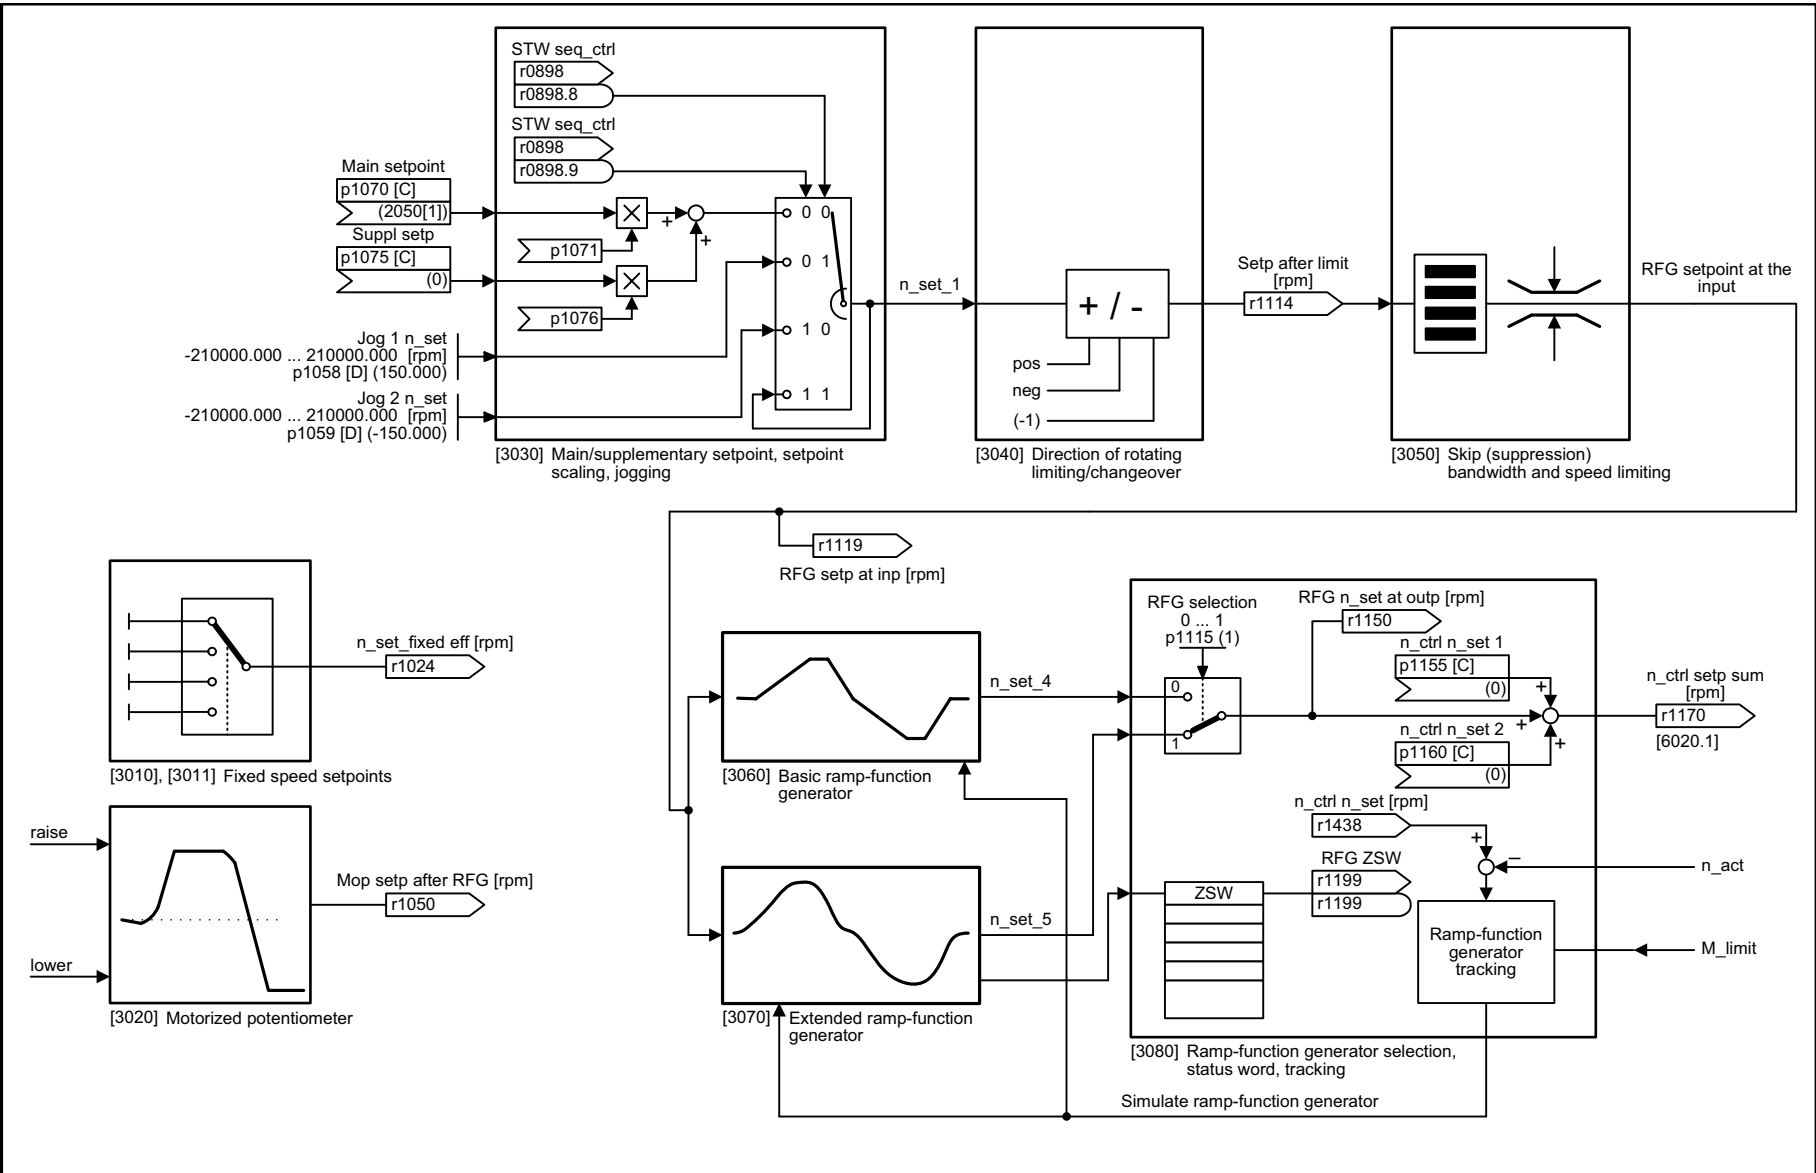 STW seq_ctrl
r0898
r0898.8
STW seq_ctrl
r0898
r0898.9
Main setpoint
p1070 [C]
(2050[1])
Suppl setp
p1075 [C]
(0)
p1071
p1076
+
+
0 0
0 1
1 0
1 1
Jog 1 n_set
-210000.000 ... 210000.000 [rpm]
p1058 [D] (150.000)
Jog 2 n_set
-210000.000 ... 210000.000 [rpm]
p1059 [D] (-150.000)
[3030] Main/supplementary setpoint, setpoint
scaling, jogging
n_set_1
+ / -
pos
neg
(-1)
[3040] Direction of rotating
limiting/changeover
Setp after limit
[rpm]
r1114
[3050] Skip (suppression)
bandwidth and speed limiting
RFG setpoint at the
input
r1119
RFG setp at inp [rpm]
n_set_fixed eff [rpm]
r1024
[3010], [3011] Fixed speed setpoints
raise
lower
Mop setp after RFG [rpm]
r1050
[3020] Motorized potentiometer
n_set_4
[3060] Basic ramp-function
generator
n_set_5
[3070] Extended ramp-function
generator
RFG selection
0 ... 1
p1115 (1)
0
1
RFG n_set at outp [rpm]
r1150
n_ctrl n_set 1
p1155 [C]
(0)
+
+
+
n_ctrl n_set 2
p1160 [C]
(0)
n_ctrl setp sum
[rpm]
r1170
[6020.1]
n_ctrl n_set [rpm]
r1438
+
–
n_act
RFG ZSW
r1199
r1199
ZSW
Ramp-function
generator
tracking
M_limit
[3080] Ramp-function generator selection,
status word, tracking
Simulate ramp-function generator